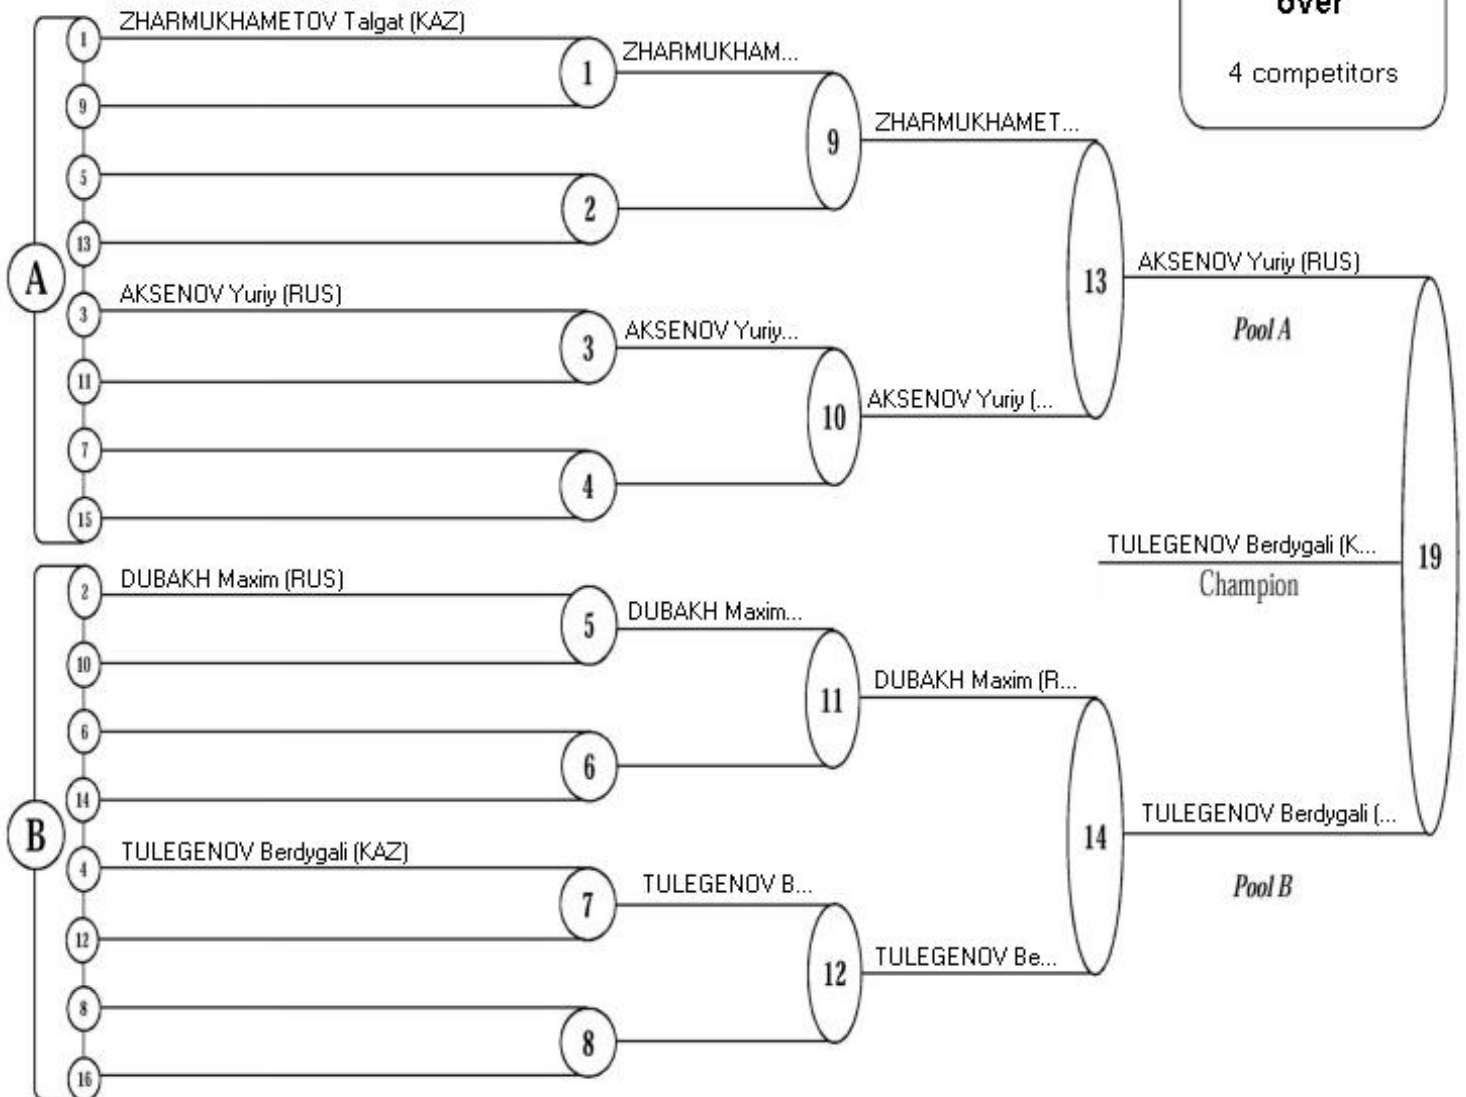 over
4 competitors
ZHARMUKHAMETOV Talgat (KAZ)
1
9
1
ZHARMUKHAM...
5
13
2
9
ZHARMUKHAMET...
A
AKSENOV Yuriy (RUS)
3
11
3
AKSENOV Yuriy...
7
15
4
10
AKSENOV Yuriy (...
13
AKSENOV Yuriy (RUS)
Pool A
TULEGENOV Berdygali (K...
Champion
19
DUBAKH Maxim (RUS)
2
10
5
DUBAKH Maxim...
6
14
6
11
DUBAKH Maxim (R...
B
TULEGENOV Berdygali (KAZ)
4
12
7
TULEGENOV B...
8
16
8
12
TULEGENOV Be...
14
TULEGENOV Berdygali (...
Pool B